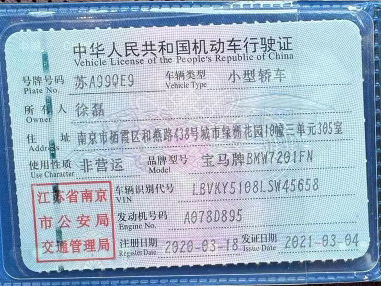 中华人民共和国机动车行驶证
Vehicle License of the People's Republic of China
号牌号码 苏A99QE9 车辆类型 小型轿车
Plate No. Vehicle Type
所有人 徐磊
Owner
住址 南京市栖霞区和燕路438号城市绿洲花园18幢三单元305室
Address
使用性质 非营运 品牌型号 宝马牌BMW7201FN
Use Character
江苏省南京市公安局交通管理局
车辆识别代号 LBVKY5108LSW45658
VIN
发动机号码 A078D895
Engine No.
注册日期 2020-03-18 发证日期 2021-03-04
Register Date Issue Date